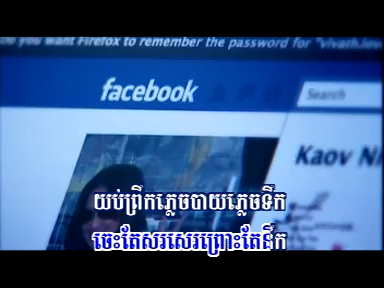 you want Firefox to remember the password for "vivath.lov
facebook
Search
Kaov Ni
យប់ព្រឹកភ្លេចបាយភ្លេចទឹក
ចេះតែសរសេរព្រោះតែនឹក